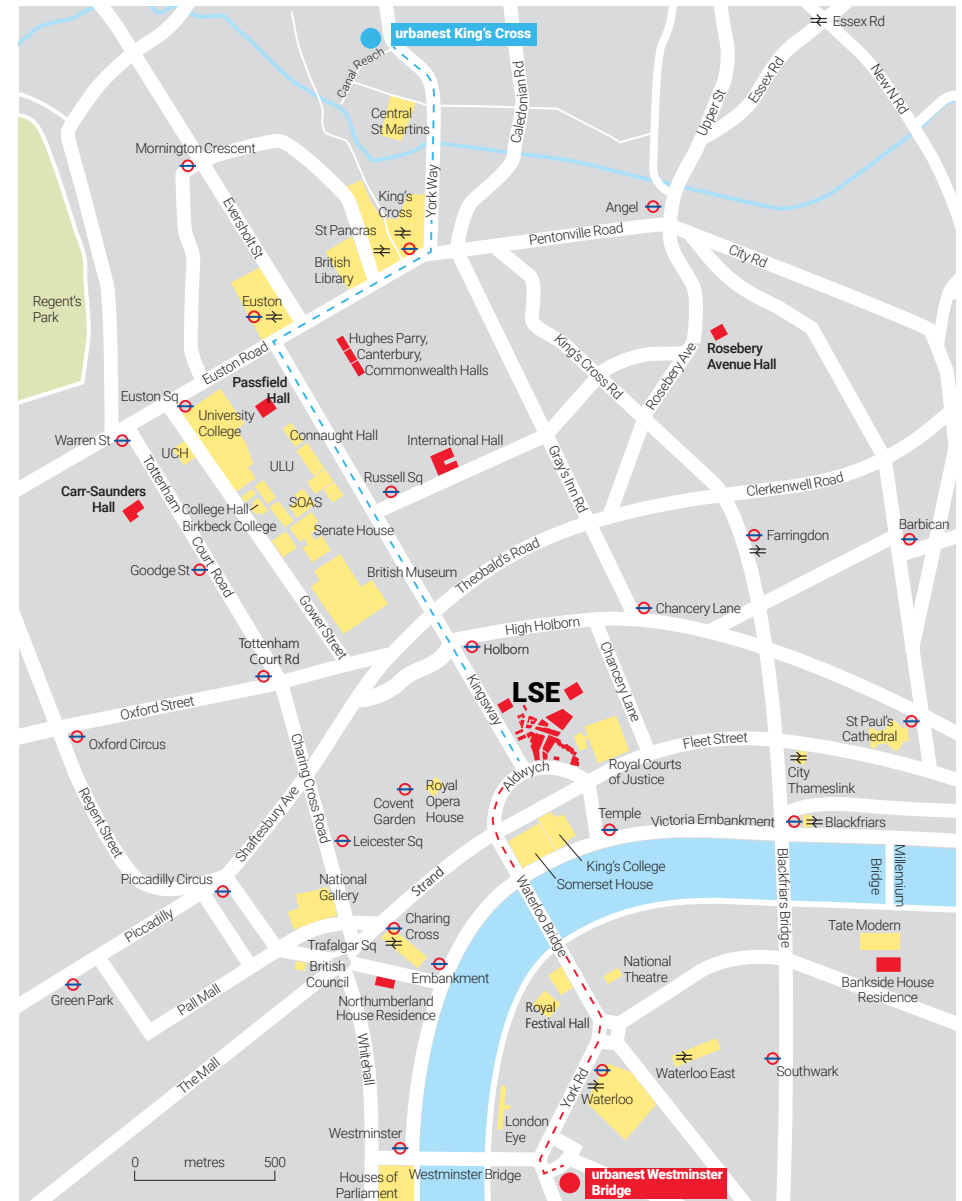 urbanest King's Cross
Essex Rd
Canal Reach
Central
St Martins
Caledonian Rd
Upper St
Essex Rd
New N Rd
Mornington Crescent
York Way
King's
Cross
Eversholt St
St Pancras
Angel
Pentonville Road
City Rd
British
Library
Regent's
Park
Euston
Hughes Parry,
Canterbury,
Commonwealth Halls
Rosebery
Avenue Hall
Euston Road
King's Cross Rd
Rosebery Ave
Passfield
Hall
Euston Sq
University
College
Connaught Hall
International Hall
Warren St
UCH
ULU
Gray's Inn Rd
Tottenham
Court Road
Russell Sq
Clerkenwell Road
Carr-Saunders
Hall
SOAS
College Hall
Birkbeck College
Senate House
Farringdon
Barbican
Goodge St
British Museum
Theobald's Road
Gower Street
Chancery Lane
High Holborn
Tottenham
Court Rd
Holborn
Chancery Lane
Kingsway
LSE
Oxford Street
Oxford Circus
St Paul's
Cathedral
Fleet Street
Charing Cross Road
Aldwych
Royal Courts
of Justice
City
Thameslink
Regent Street
Shaftesbury Ave
Covent
Garden
Royal
Opera
House
Temple
Victoria Embankment
Blackfriars
Leicester Sq
King's College
Somerset House
Blackfriars Bridge
Millennium
Bridge
Piccadilly Circus
National
Gallery
Strand
Waterloo Bridge
Piccadilly
Charing
Cross
Trafalgar Sq
Tate Modern
British
Council
Embankment
National
Theatre
Green Park
Pall Mall
Northumberland
House Residence
Royal
Festival Hall
Bankside House
Residence
The Mall
Whitehall
York Rd
Waterloo
Waterloo East
Southwark
London
Eye
Westminster
0 metres 500
Houses of
Parliament
Westminster Bridge
urbanest Westminster
Bridge